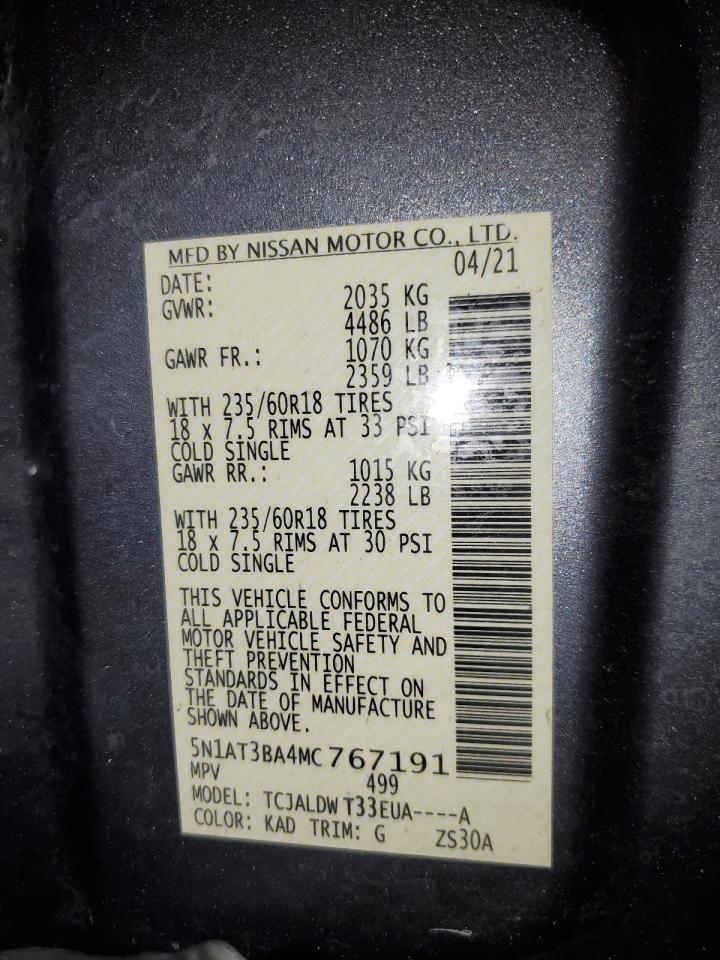 MFD BY NISSAN MOTOR CO., LTD.
DATE: 04/21
GVWR: 2035 KG
4486 LB
GAWR FR.: 1070 KG
2359 LB
WITH 235/60R18 TIRES
18 x 7.5 RIMS AT 33 PSI
COLD SINGLE
GAWR RR.: 1015 KG
2238 LB
WITH 235/60R18 TIRES
18 x 7.5 RIMS AT 30 PSI
COLD SINGLE
THIS VEHICLE CONFORMS TO
ALL APPLICABLE FEDERAL
MOTOR VEHICLE SAFETY AND
THEFT PREVENTION
STANDARDS IN EFFECT ON
THE DATE OF MANUFACTURE
SHOWN ABOVE.
5N1AT3BA4MC767191
MPV 499
MODEL: TCJALDWT33EUA----A
COLOR: KAD TRIM: G ZS30A